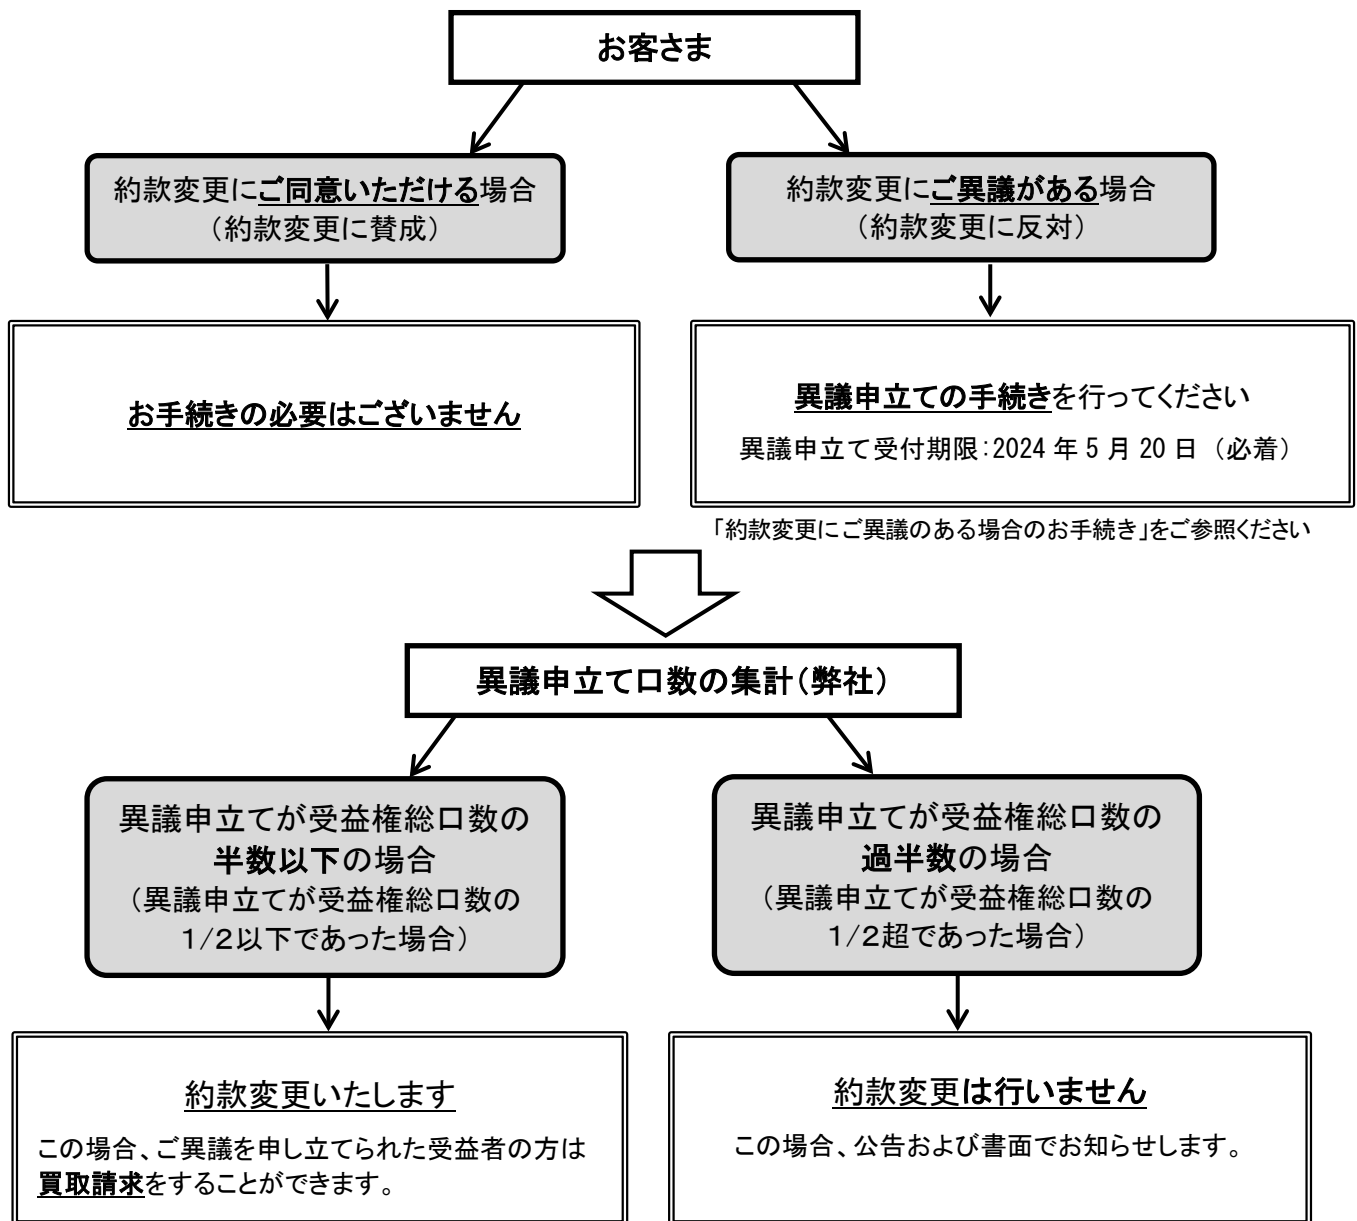 お客さま
約款変更にご同意いただける場合
（約款変更に賛成）
約款変更にご異議がある場合
（約款変更に反対）
お手続きの必要はございません
異議申立ての手続きを行ってください
異議申立て受付期限：2024 年 5 月 20 日 （必着）
「約款変更にご異議のある場合のお手続き」をご参照ください
異議申立て口数の集計（弊社）
異議申立てが受益権総口数の
半数以下の場合
（異議申立てが受益権総口数の
１/２以下であった場合）
異議申立てが受益権総口数の
過半数の場合
（異議申立てが受益権総口数の
１/２超であった場合）
約款変更いたします
この場合、ご異議を申し立てられた受益者の方は
買取請求をすることができます。
約款変更は行いません
この場合、公告および書面でお知らせします。